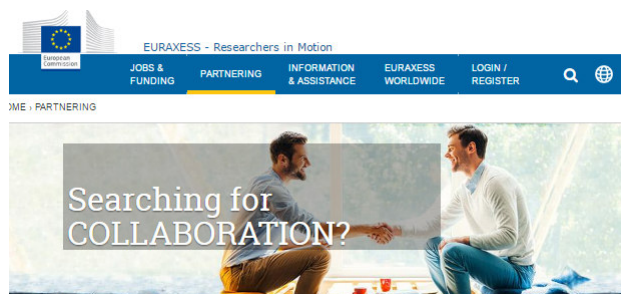 European
Commission
EURAXESS - Researchers in Motion
JOBS &
FUNDING
PARTNERING
INFORMATION
& ASSISTANCE
EURAXESS
WORLDWIDE
LOGIN /
REGISTER
OME › PARTNERING
Searching for
COLLABORATION?